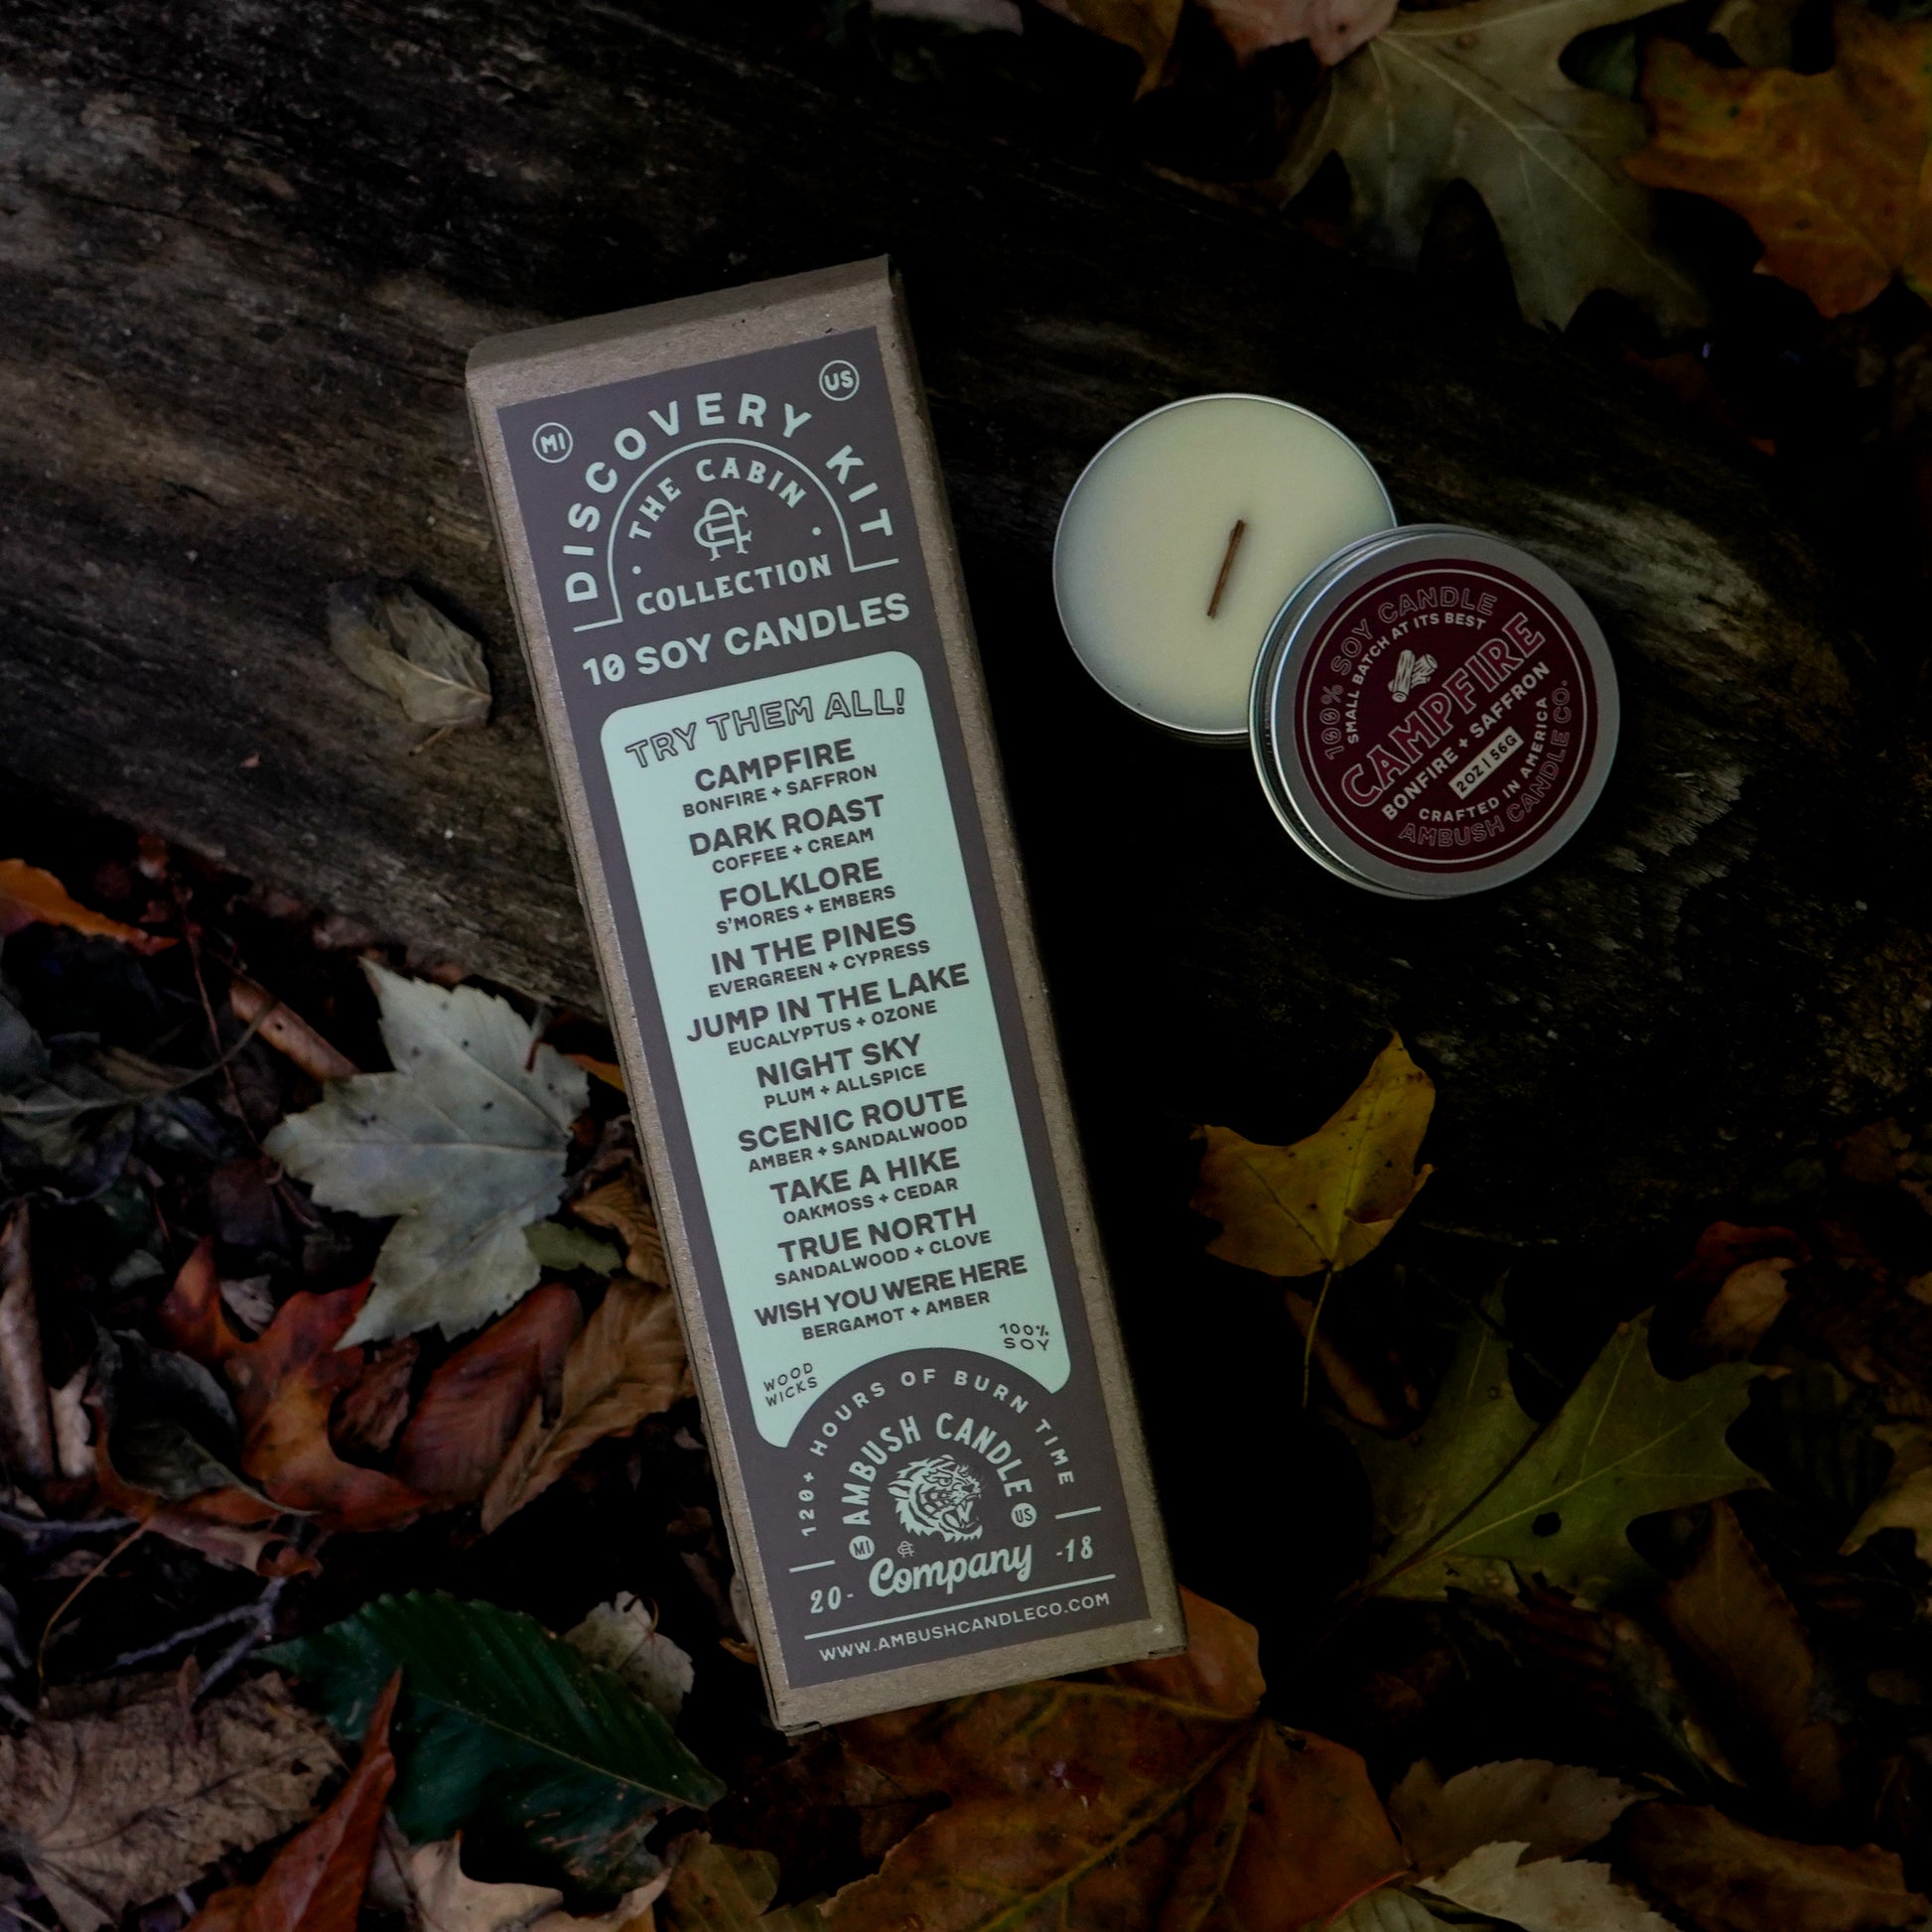 MI
US
DISCOVERY KIT
THE CABIN
COLLECTION
10 SOY CANDLES
TRY THEM ALL!
CAMPFIRE
BONFIRE + SAFFRON
DARK ROAST
COFFEE + CREAM
FOLKLORE
S'MORES + EMBERS
IN THE PINES
EVERGREEN + CYPRESS
JUMP IN THE LAKE
EUCALYPTUS + OZONE
NIGHT SKY
PLUM + ALLSPICE
SCENIC ROUTE
AMBER + SANDALWOOD
TAKE A HIKE
OAKMOSS + CEDAR
TRUE NORTH
SANDALWOOD + CLOVE
WISH YOU WERE HERE
BERGAMOT + AMBER
WOOD
WICKS
100%
SOY
120+ HOURS OF BURN TIME
AMBUSH CANDLE
MI
US
Company
20- -18
WWW.AMBUSHCANDLECO.COM
100% SOY CANDLE
SMALL BATCH AT ITS BEST
CAMPFIRE
BONFIRE + SAFFRON
2OZ | 56G
CRAFTED IN AMERICA
AMBUSH CANDLE CO.